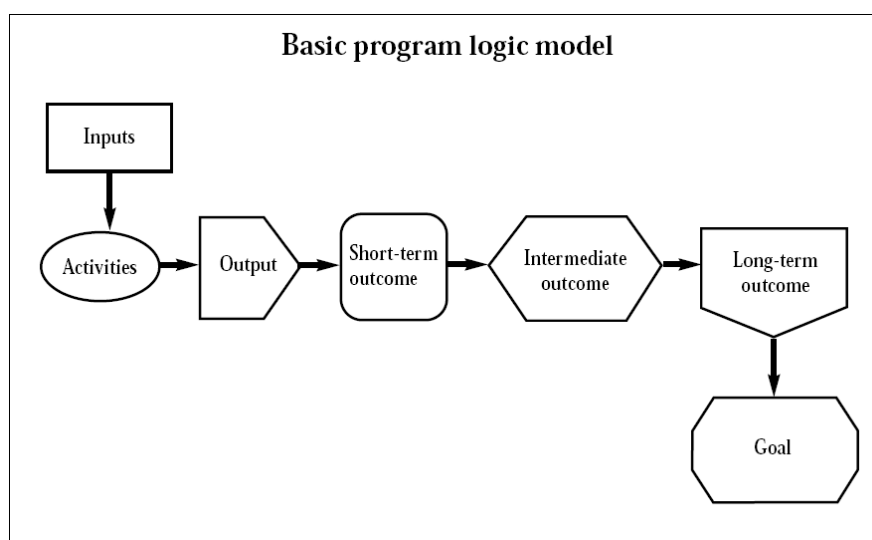 Basic program logic model
Inputs
Activities
Output
Short-term
outcome
Intermediate
outcome
Long-term
outcome
Goal